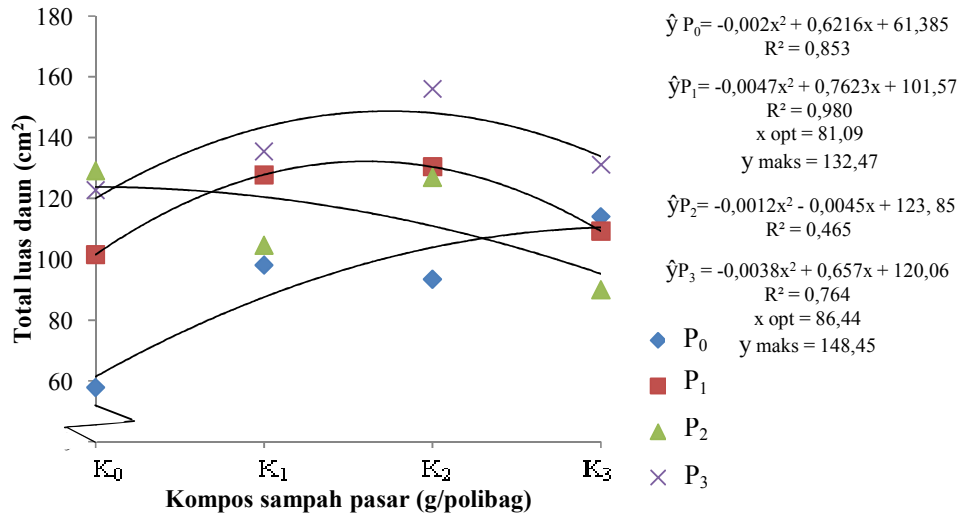 Total luas daun (cm²)
180
160
140
120
100
80
60
K₀
K₁
K₂
K₃
Kompos sampah pasar (g/polibag)
ŷ P₀= -0,002x² + 0,6216x + 61,385
R² = 0,853
ŷP₁= -0,0047x² + 0,7623x + 101,57
R² = 0,980
x opt = 81,09
y maks = 132,47
ŷP₂= -0,0012x² - 0,0045x + 123, 85
R² = 0,465
ŷP₃ = -0,0038x² + 0,657x + 120,06
R² = 0,764
x opt = 86,44
y maks = 148,45
P₀
P₁
P₂
P₃